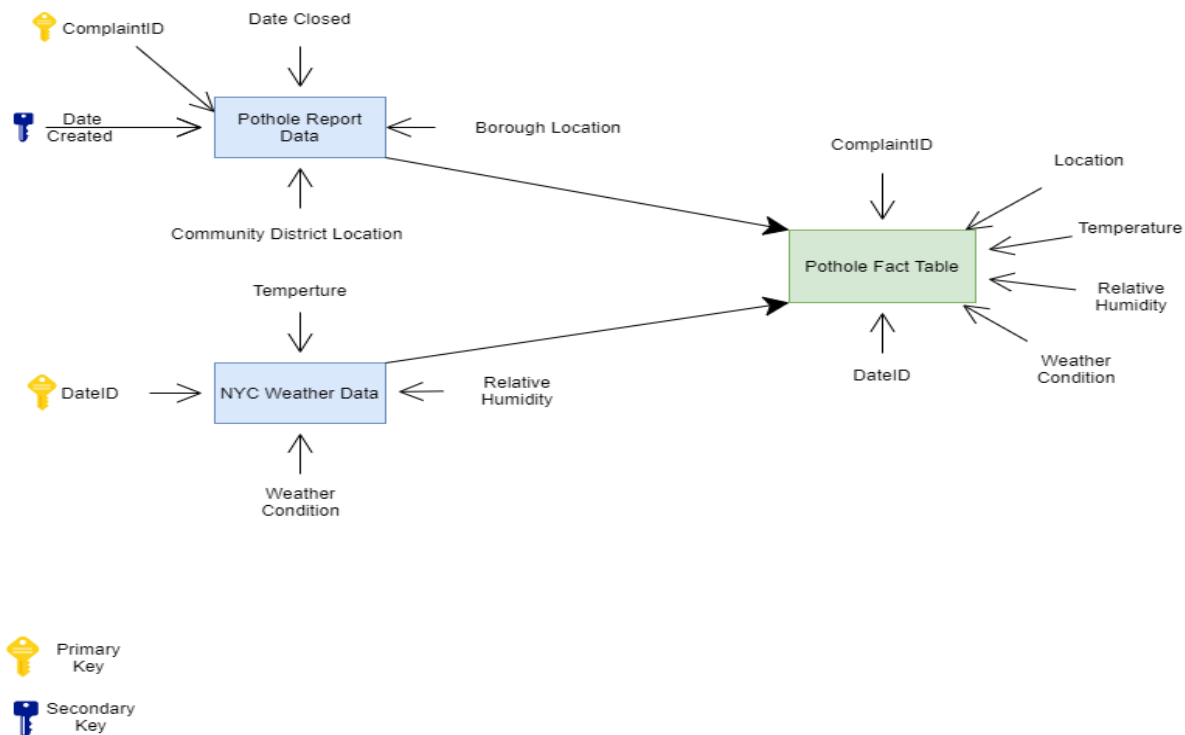 ComplaintID
Date Closed
Date
Created
Pothole Report
Data
Borough Location
Community District Location
ComplaintID
Location
Temperature
Pothole Fact Table
Relative
Humidity
Weather
Condition
DateID
Temperture
DateID
NYC Weather Data
Relative
Humidity
Weather
Condition
Primary
Key
Secondary
Key